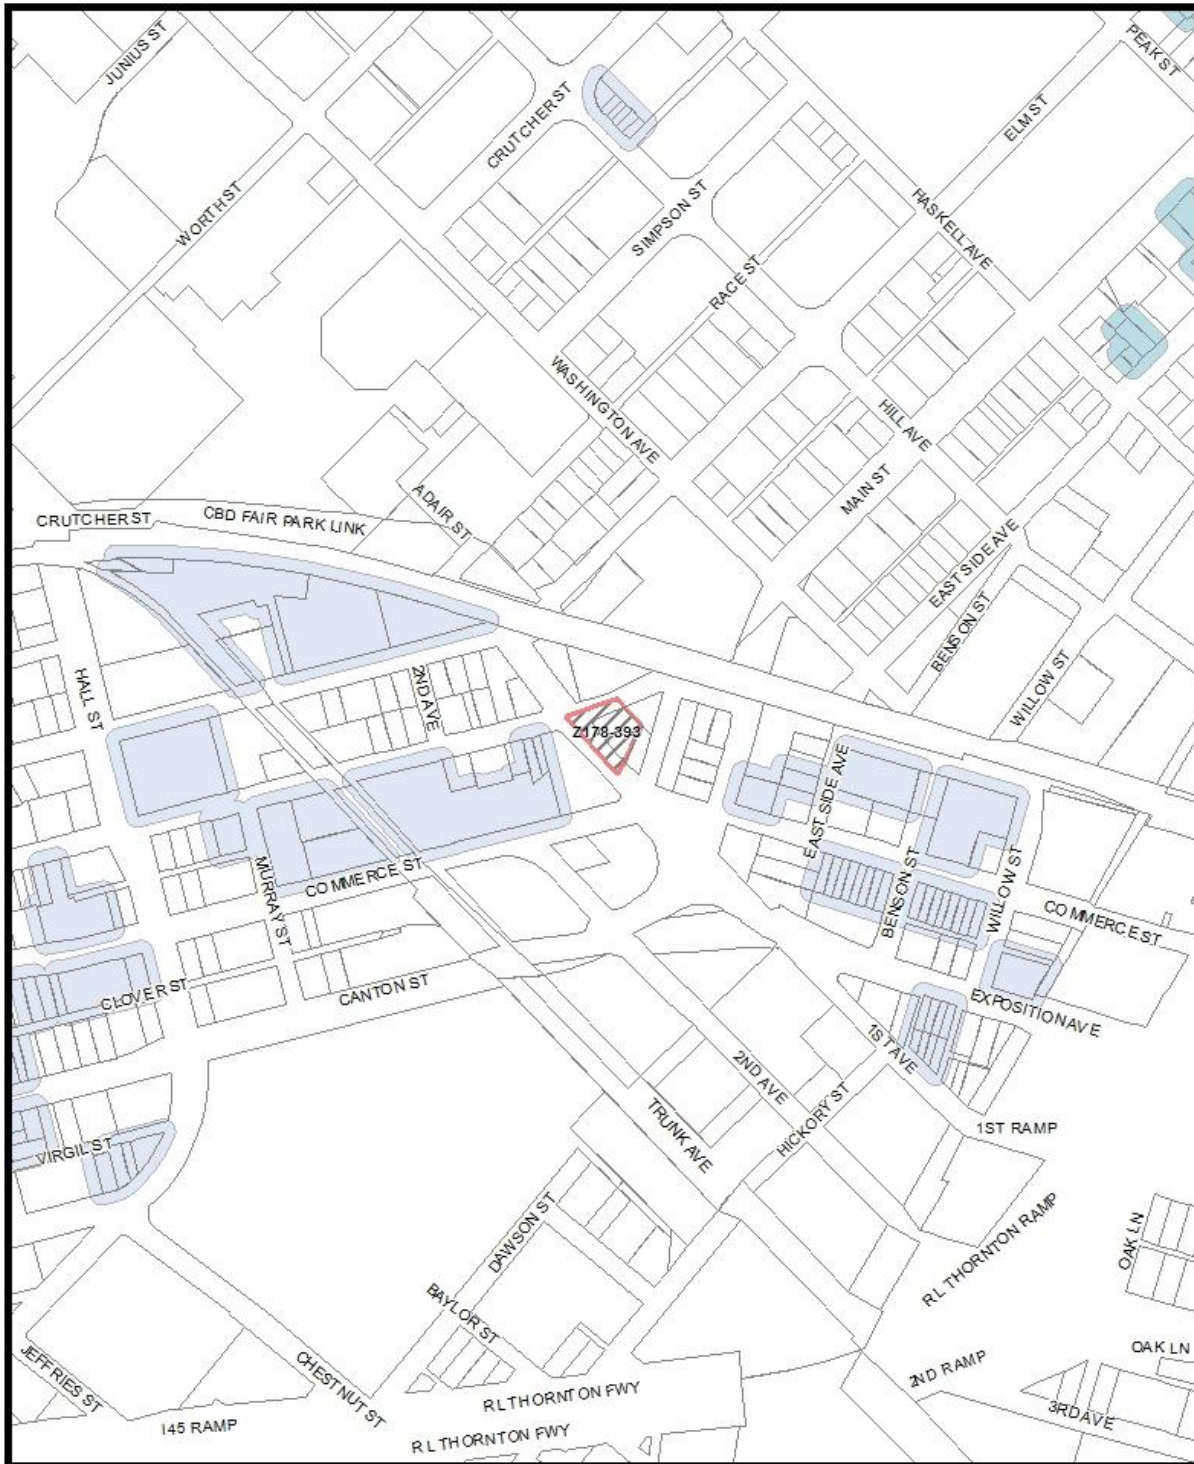 JUNIUS ST
PEAK ST
CRUTCHER ST
ELM ST
WORTH ST
SIMPSON ST
HASKELL AVE
RACE ST
WASHINGTON AVE
HILL AVE
MAIN ST
ADAIR ST
CRUTCHER ST
CBD FAIR PARK LINK
EAST SIDE AVE
BENSON ST
HALL ST
2ND AVE
WILLOW ST
Z178-393
EAST SIDE AVE
MURRAY ST
COMMERCE ST
BENSON ST
WILLOW ST
COMMERCE ST
CLOVER ST
CANTON ST
EXPOSITION AVE
1ST AVE
2ND AVE
HICKORY ST
TRUNK AVE
1ST RAMP
VIRGIL ST
DAWSON ST
R L THORNTON RAMP
OAK LN
BAYLOR ST
JEFFRIES ST
CHESTNUT ST
OAK LN
2ND RAMP
R L THORNTON FWY
3RD AVE
I45 RAMP
R L THORNTON FWY